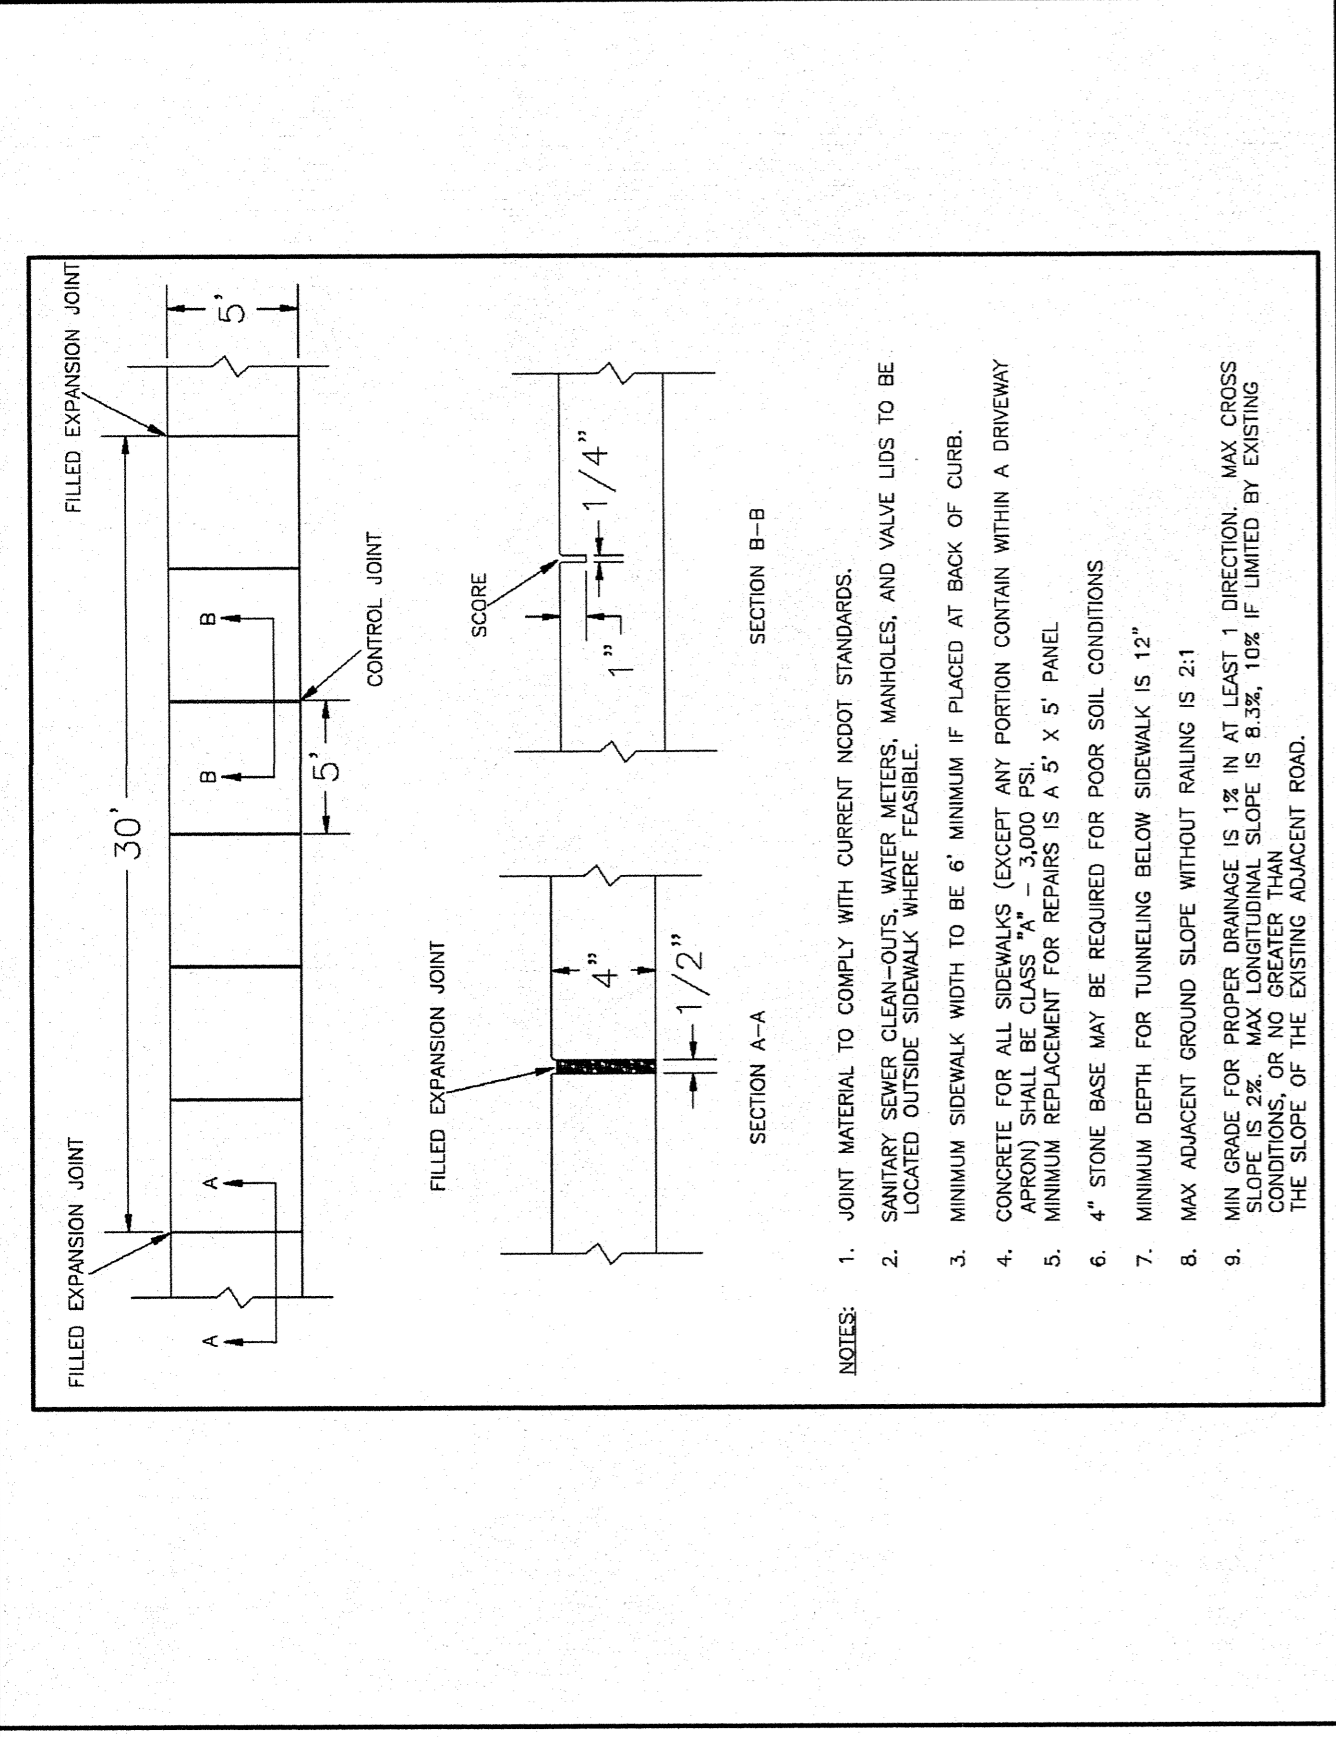 FILLED EXPANSION JOINT
FILLED EXPANSION JOINT
30'
5'
A
A
B
B
5'
CONTROL JOINT
FILLED EXPANSION JOINT
4"
1/2"
SECTION A-A
SCORE
1"
1/4"
SECTION B-B
NOTES:
1. JOINT MATERIAL TO COMPLY WITH CURRENT NCDOT STANDARDS.
2. SANITARY SEWER CLEAN-OUTS, WATER METERS, MANHOLES, AND VALVE LIDS TO BE
LOCATED OUTSIDE SIDEWALK WHERE FEASIBLE.
3. MINIMUM SIDEWALK WIDTH TO BE 6' MINIMUM IF PLACED AT BACK OF CURB.
4. CONCRETE FOR ALL SIDEWALKS (EXCEPT ANY PORTION CONTAIN WITHIN A DRIVEWAY
APRON) SHALL BE CLASS "A" - 3,000 PSI.
5. MINIMUM REPLACEMENT FOR REPAIRS IS A 5' X 5' PANEL
6. 4" STONE BASE MAY BE REQUIRED FOR POOR SOIL CONDITIONS
7. MINIMUM DEPTH FOR TUNNELING BELOW SIDEWALK IS 12"
8. MAX ADJACENT GROUND SLOPE WITHOUT RAILING IS 2:1
9. MIN GRADE FOR PROPER DRAINAGE IS 1% IN AT LEAST 1 DIRECTION. MAX CROSS
SLOPE IS 2%. MAX LONGITUDINAL SLOPE IS 8.3%, 10% IF LIMITED BY EXISTING
CONDITIONS, OR NO GREATER THAN
THE SLOPE OF THE EXISTING ADJACENT ROAD.